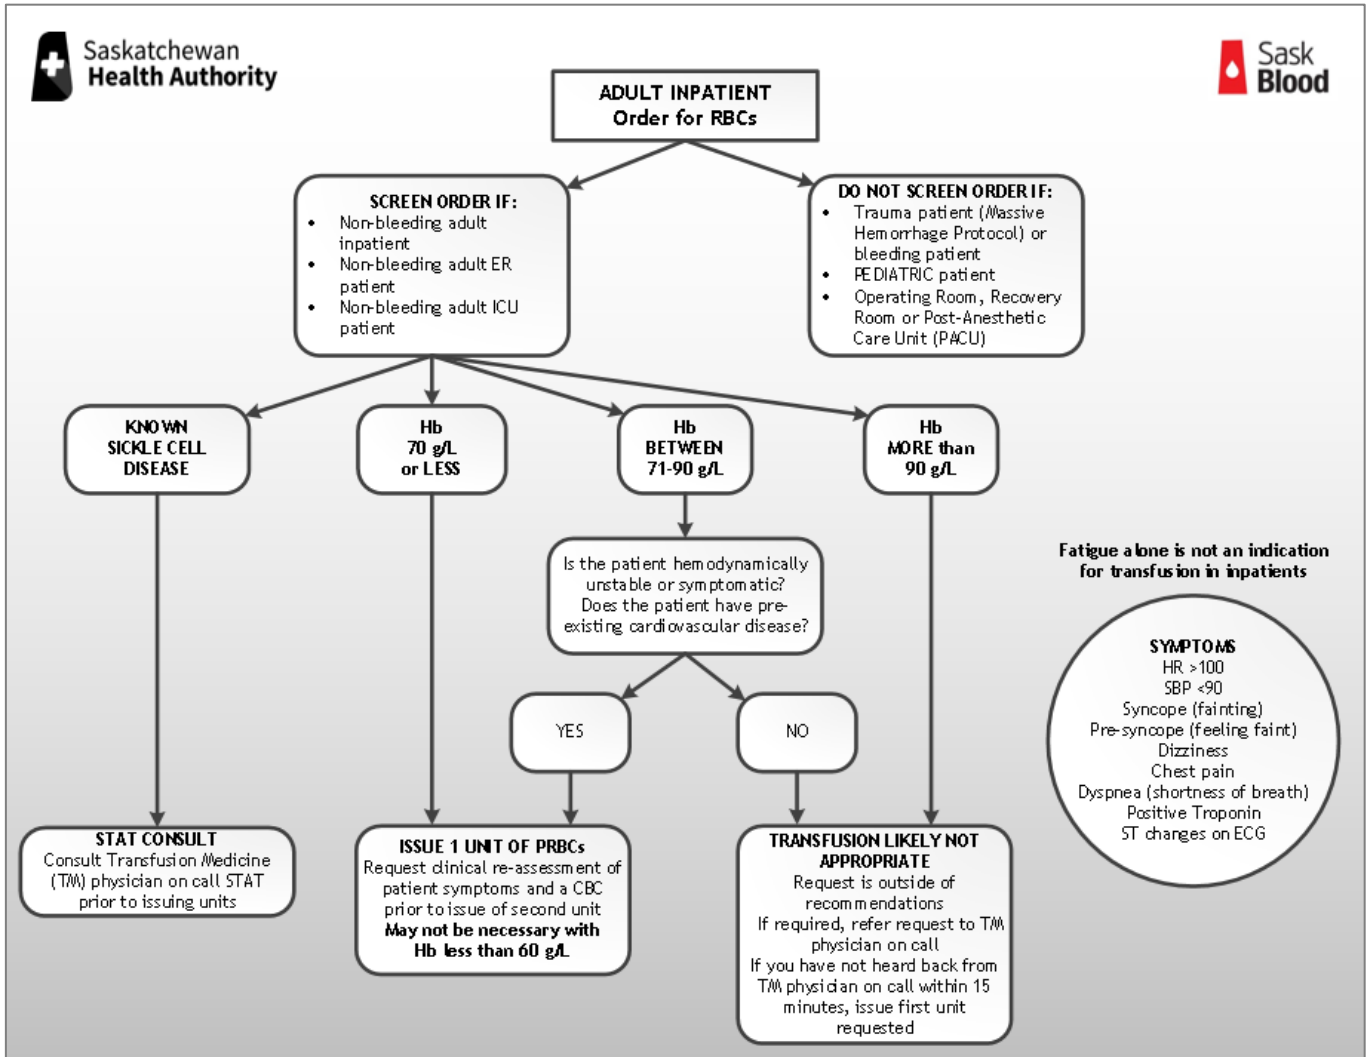 Saskatchewan
Health Authority
Sask
Blood
ADULT INPATIENT
Order for RBCs
SCREEN ORDER IF:
• Non-bleeding adult
inpatient
• Non-bleeding adult ER
patient
• Non-bleeding adult ICU
patient
DO NOT SCREEN ORDER IF:
• Trauma patient (Massive
Hemorrhage Protocol) or
bleeding patient
• PEDIATRIC patient
• Operating Room, Recovery
Room or Post-Anesthetic
Care Unit (PACU)
KNOWN
SICKLE CELL
DISEASE
Hb
70 g/L
or LESS
Hb
BETWEEN
71-90 g/L
Hb
MORE than
90 g/L
Is the patient hemodynamically
unstable or symptomatic?
Does the patient have pre-
existing cardiovascular disease?
YES
NO
Fatigue alone is not an indication
for transfusion in inpatients
SYMPTOMS
HR >100
SBP <90
Syncope (fainting)
Pre-syncope (feeling faint)
Dizziness
Chest pain
Dyspnea (shortness of breath)
Positive Troponin
ST changes on ECG
STAT CONSULT
Consult Transfusion Medicine
(TM) physician on call STAT
prior to issuing units
ISSUE 1 UNIT OF PRBCs
Request clinical re-assessment of
patient symptoms and a CBC
prior to issue of second unit
May not be necessary with
Hb less than 60 g/L
TRANSFUSION LIKELY NOT
APPROPRIATE
Request is outside of
recommendations
If required, refer request to TM
physician on call
If you have not heard back from
TM physician on call within 15
minutes, issue first unit
requested